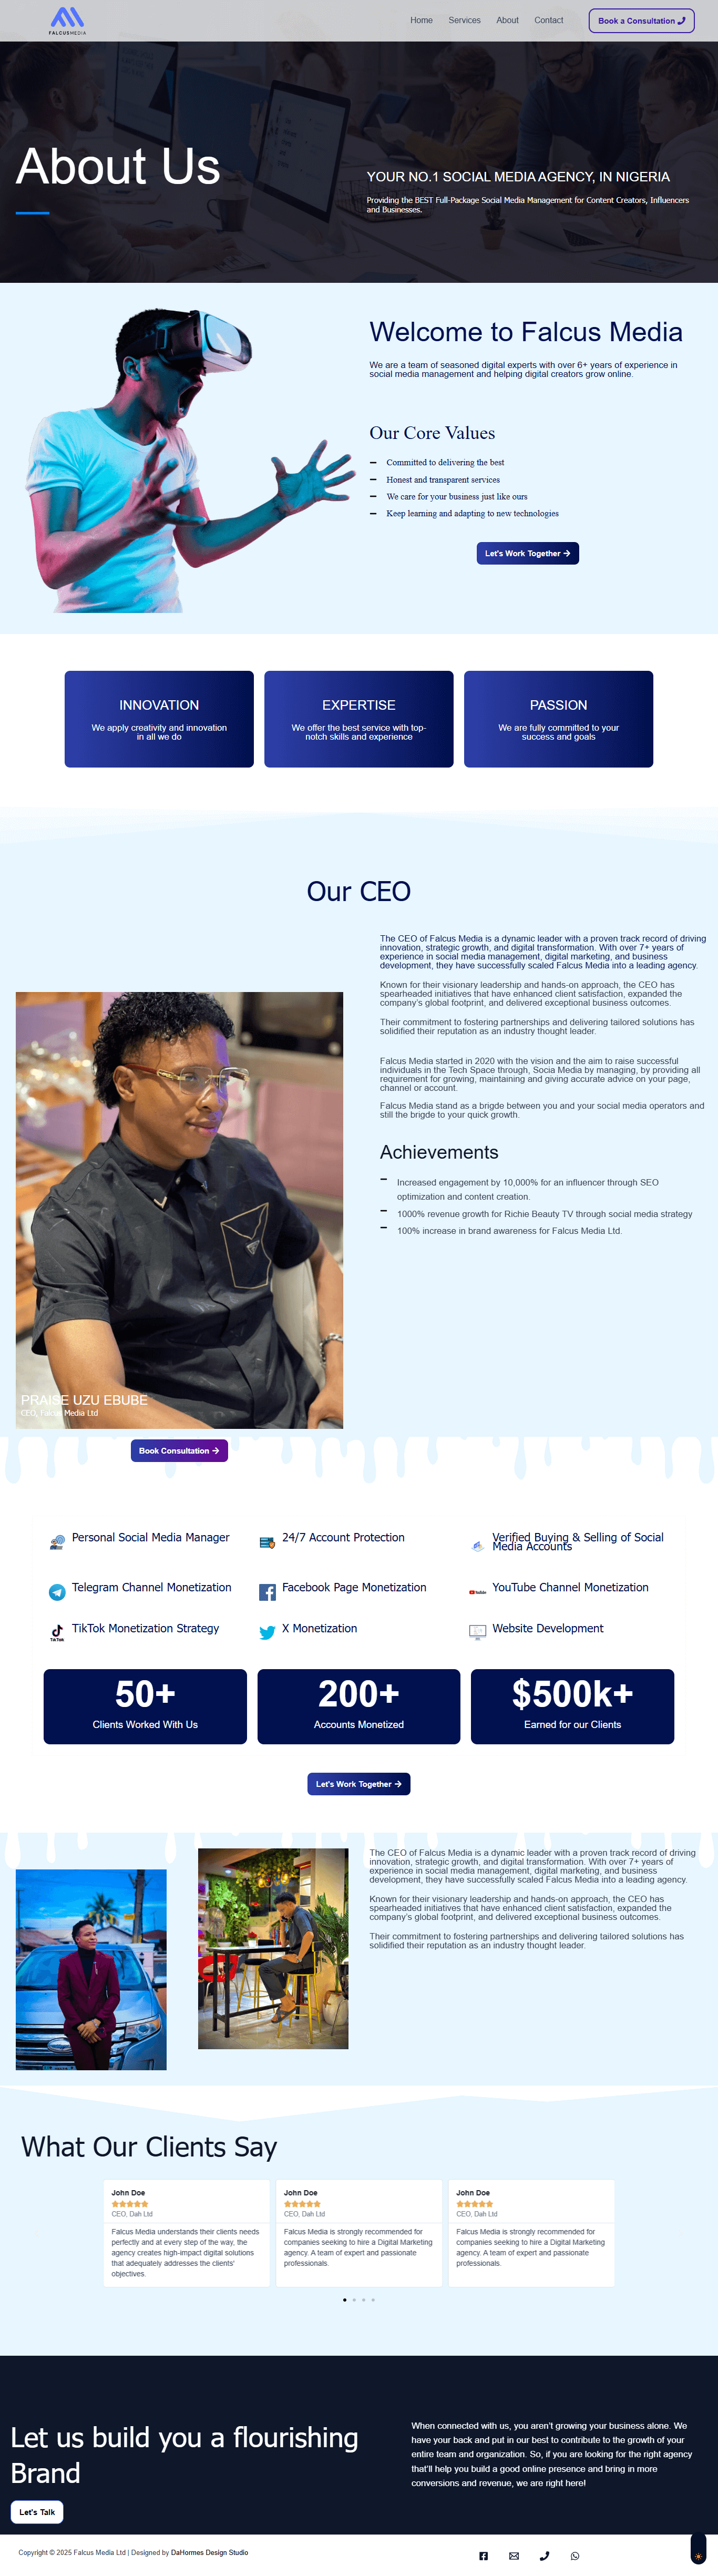 FALCUSMEDIA
Home Services About Contact Book a Consultation
About Us
YOUR NO.1 SOCIAL MEDIA AGENCY, IN NIGERIA
Providing the BEST Full-Package Social Media Management for Content Creators, Influencers
and Businesses.
Welcome to Falcus Media
We are a team of seasoned digital experts with over 6+ years of experience in
social media management and helping digital creators grow online.
Our Core Values
Committed to delivering the best
Honest and transparent services
We care for your business just like ours
Keep learning and adapting to new technologies
Let's Work Together
INNOVATION
We apply creativity and innovation
in all we do
EXPERTISE
We offer the best service with top-
notch skills and experience
PASSION
We are fully committed to your
success and goals
Our CEO
The CEO of Falcus Media is a dynamic leader with a proven track record of driving
innovation, strategic growth, and digital transformation. With over 7+ years of
experience in social media management, digital marketing, and business
development, they have successfully scaled Falcus Media into a leading agency.
Known for their visionary leadership and hands-on approach, the CEO has
spearheaded initiatives that have enhanced client satisfaction, expanded the
company's global footprint, and delivered exceptional business outcomes.
Their commitment to fostering partnerships and delivering tailored solutions has
solidified their reputation as an industry thought leader.
Falcus Media started in 2020 with the vision and the aim to raise successful
individuals in the Tech Space through, Socia Media by managing, by providing all
requirement for growing, maintaining and giving accurate advice on your page,
channel or account.
Falcus Media stand as a brigde between you and your social media operators and
still the brigde to your quick growth.
Achievements
Increased engagement by 10,000% for an influencer through SEO
optimization and content creation.
1000% revenue growth for Richie Beauty TV through social media strategy
100% increase in brand awareness for Falcus Media Ltd.
PRAISE UZU EBUBE
CEO, Falcus Media Ltd
Book Consultation
Personal Social Media Manager
24/7 Account Protection
Verified Buying & Selling of Social
Media Accounts
Telegram Channel Monetization
Facebook Page Monetization
YouTube
YouTube Channel Monetization
TikTok
TikTok Monetization Strategy
X Monetization
Website Development
50+
Clients Worked With Us
200+
Accounts Monetized
$500k+
Earned for our Clients
Let's Work Together
The CEO of Falcus Media is a dynamic leader with a proven track record of driving
innovation, strategic growth, and digital transformation. With over 7+ years of
experience in social media management, digital marketing, and business
development, they have successfully scaled Falcus Media into a leading agency.
Known for their visionary leadership and hands-on approach, the CEO has
spearheaded initiatives that have enhanced client satisfaction, expanded the
company's global footprint, and delivered exceptional business outcomes.
Their commitment to fostering partnerships and delivering tailored solutions has
solidified their reputation as an industry thought leader.
What Our Clients Say
John Doe
CEO, Dah Ltd
Falcus Media understands their clients needs
perfectly and at every step of the way, the
agency creates high-impact digital solutions
that adequately addresses the clients'
objectives.
John Doe
CEO, Dah Ltd
Falcus Media is strongly recommended for
companies seeking to hire a Digital Marketing
agency. A team of expert and passionate
professionals.
John Doe
CEO, Dah Ltd
Falcus Media is strongly recommended for
companies seeking to hire a Digital Marketing
agency. A team of expert and passionate
professionals.
Let us build you a flourishing
Brand
Let's Talk
When connected with us, you aren't growing your business alone. We
have your back and put in our best to contribute to the growth of your
entire team and organization. So, if you are looking for the right agency
that'll help you build a good online presence and bring in more
conversions and revenue, we are right here!
Copyright © 2025 Falcus Media Ltd | Designed by DaHormes Design Studio